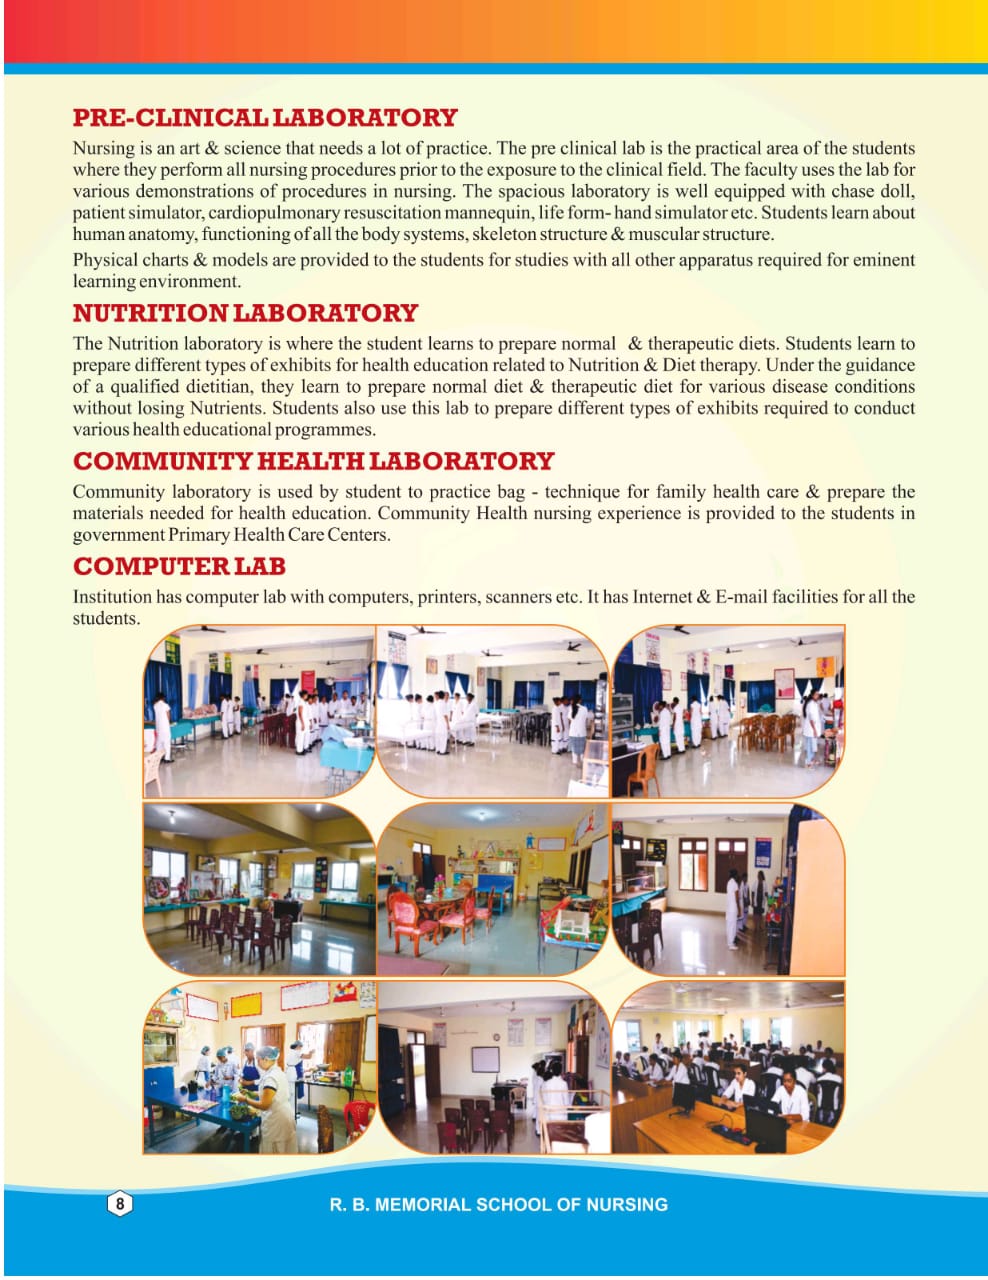 PRE-CLINICAL LABORATORY
Nursing is an art & science that needs a lot of practice. The pre clinical lab is the practical area of the students
where they perform all nursing procedures prior to the exposure to the clinical field. The faculty uses the lab for
various demonstrations of procedures in nursing. The spacious laboratory is well equipped with chase doll,
patient simulator, cardiopulmonary resuscitation mannequin, life form- hand simulator etc. Students learn about
human anatomy, functioning of all the body systems, skeleton structure & muscular structure.
Physical charts & models are provided to the students for studies with all other apparatus required for eminent
learning environment.
NUTRITION LABORATORY
The Nutrition laboratory is where the student learns to prepare normal & therapeutic diets. Students learn to
prepare different types of exhibits for health education related to Nutrition & Diet therapy. Under the guidance
of a qualified dietitian, they learn to prepare normal diet & therapeutic diet for various disease conditions
without losing Nutrients. Students also use this lab to prepare different types of exhibits required to conduct
various health educational programmes.
COMMUNITY HEALTH LABORATORY
Community laboratory is used by student to practice bag - technique for family health care & prepare the
materials needed for health education. Community Health nursing experience is provided to the students in
government Primary Health Care Centers.
COMPUTER LAB
Institution has computer lab with computers, printers, scanners etc. It has Internet & E-mail facilities for all the
students.
8
R. B. MEMORIAL SCHOOL OF NURSING